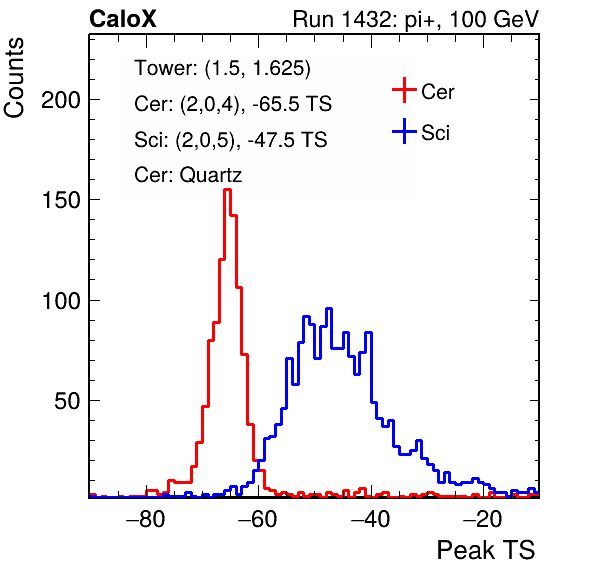 CaloX Run 1432: pi+, 100 GeV
Counts
Tower: (1.5, 1.625)
Cer: (2,0,4), -65.5 TS
Sci: (2,0,5), -47.5 TS
Cer: Quartz
Cer
Sci
200
150
100
50
−80 −60 −40 −20
Peak TS